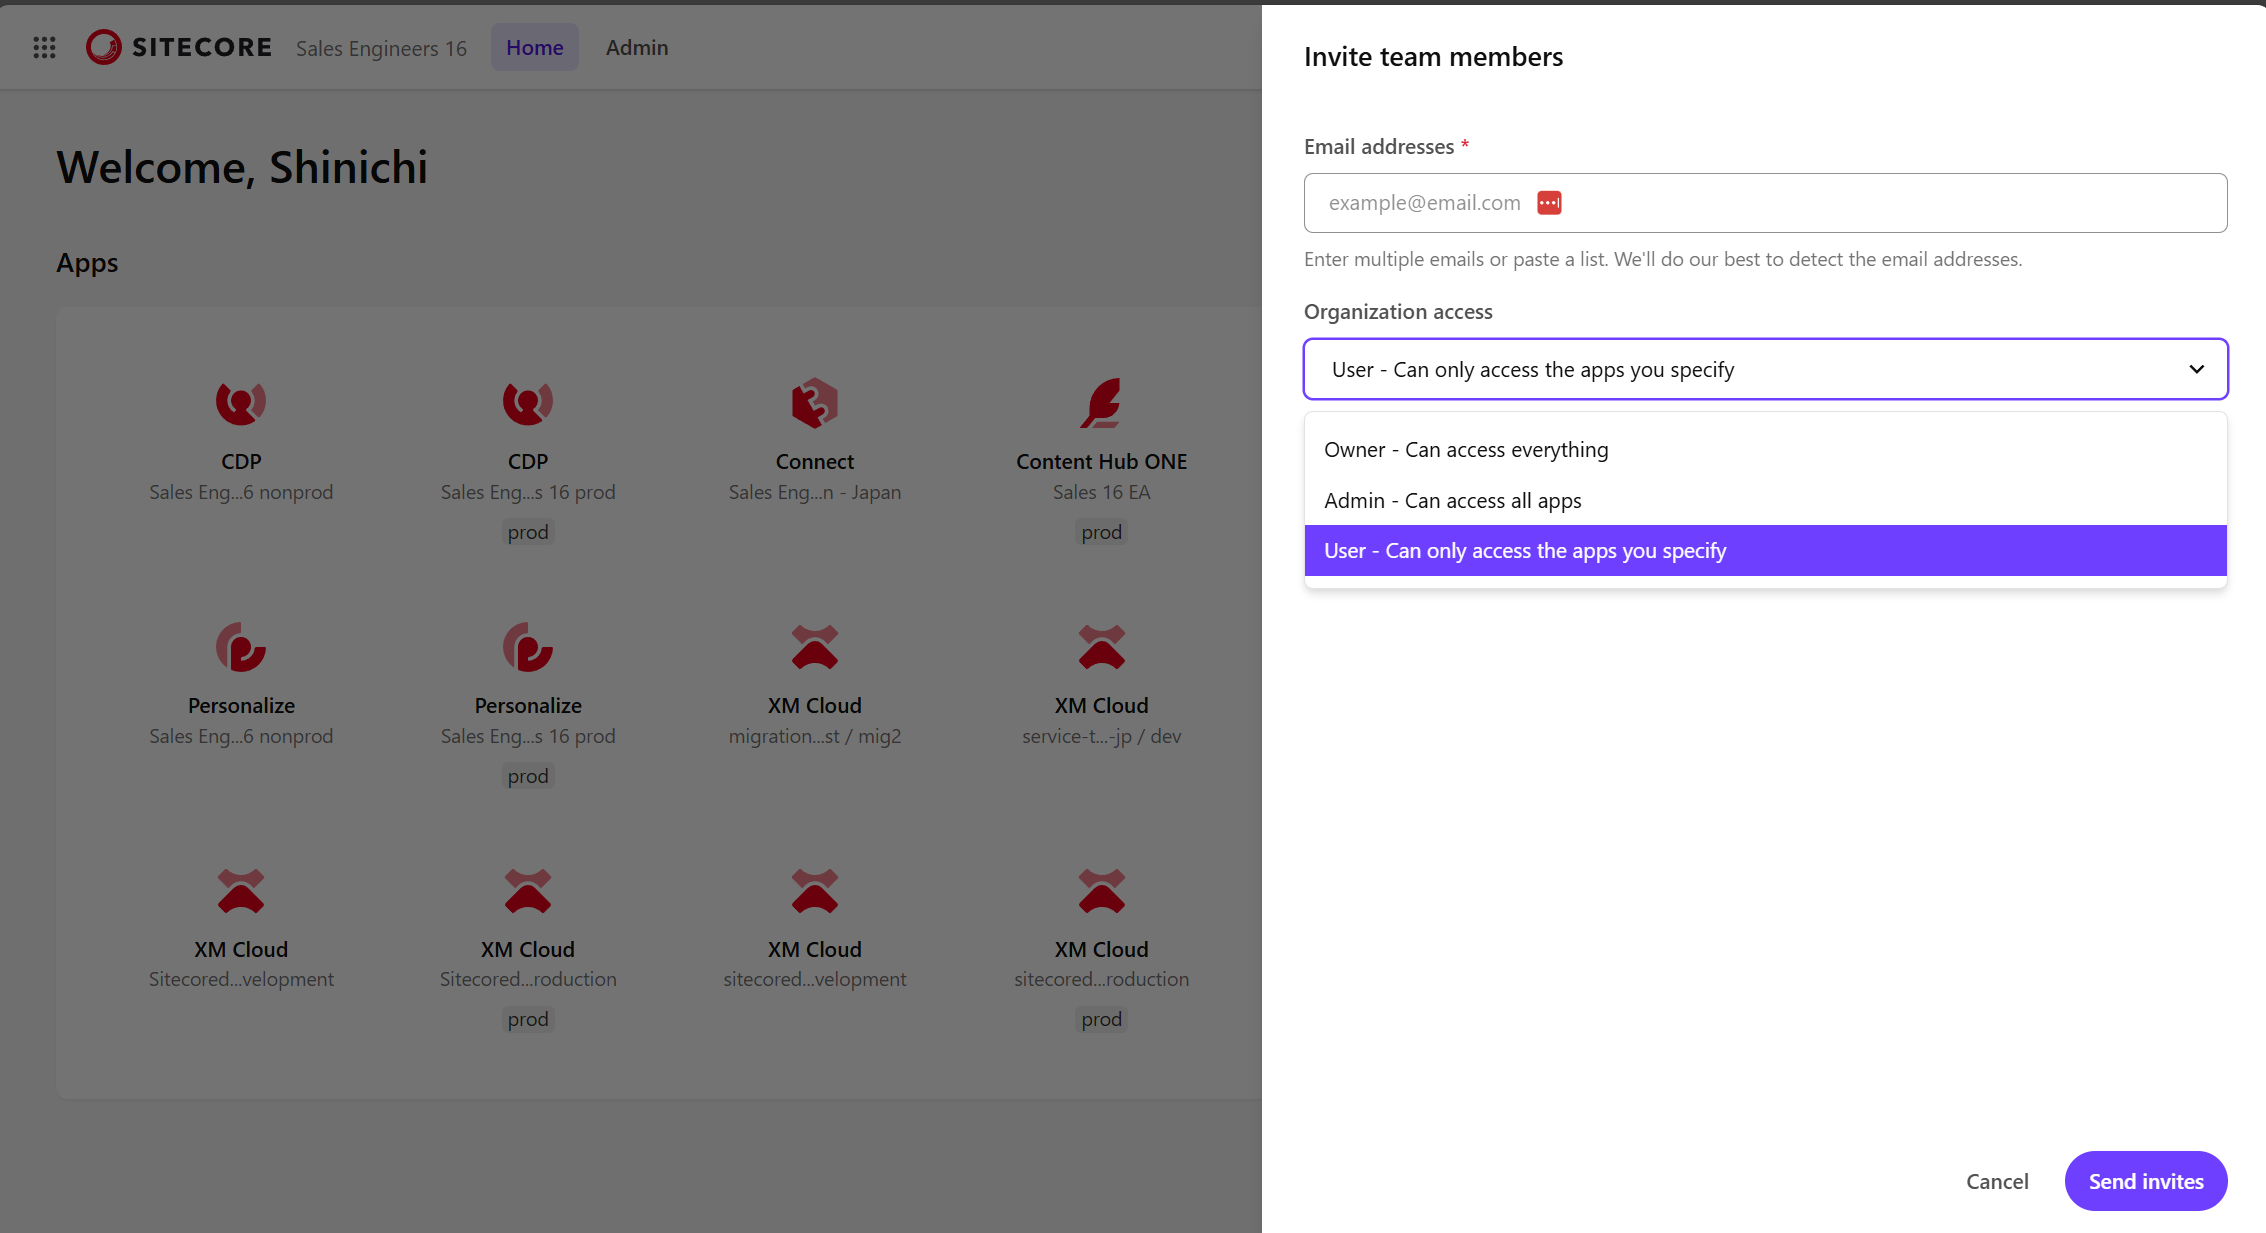 SITECORE Sales Engineers 16 Home Admin
Welcome, Shinichi
Apps
CDP
Sales Eng...6 nonprod
CDP
Sales Eng...s 16 prod
prod
Connect
Sales Eng...n - Japan
Content Hub ONE
Sales 16 EA
prod
Personalize
Sales Eng...6 nonprod
Personalize
Sales Eng...s 16 prod
prod
XM Cloud
migration...st / mig2
XM Cloud
service-t...-jp / dev
XM Cloud
Sitecored...velopment
XM Cloud
Sitecored...roduction
prod
XM Cloud
sitecored...velopment
XM Cloud
sitecored...roduction
prod
Invite team members
Email addresses *
example@email.com
Enter multiple emails or paste a list. We'll do our best to detect the email addresses.
Organization access
User - Can only access the apps you specify
Owner - Can access everything
Admin - Can access all apps
User - Can only access the apps you specify
Cancel
Send invites